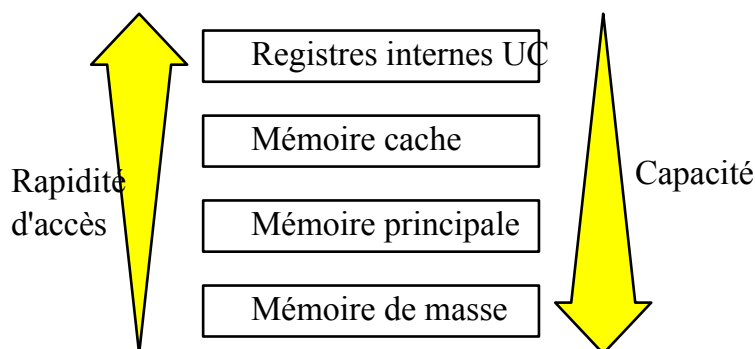 Registres internes UC
Mémoire cache
Rapidité
d'accès
Capacité
Mémoire principale
Mémoire de masse